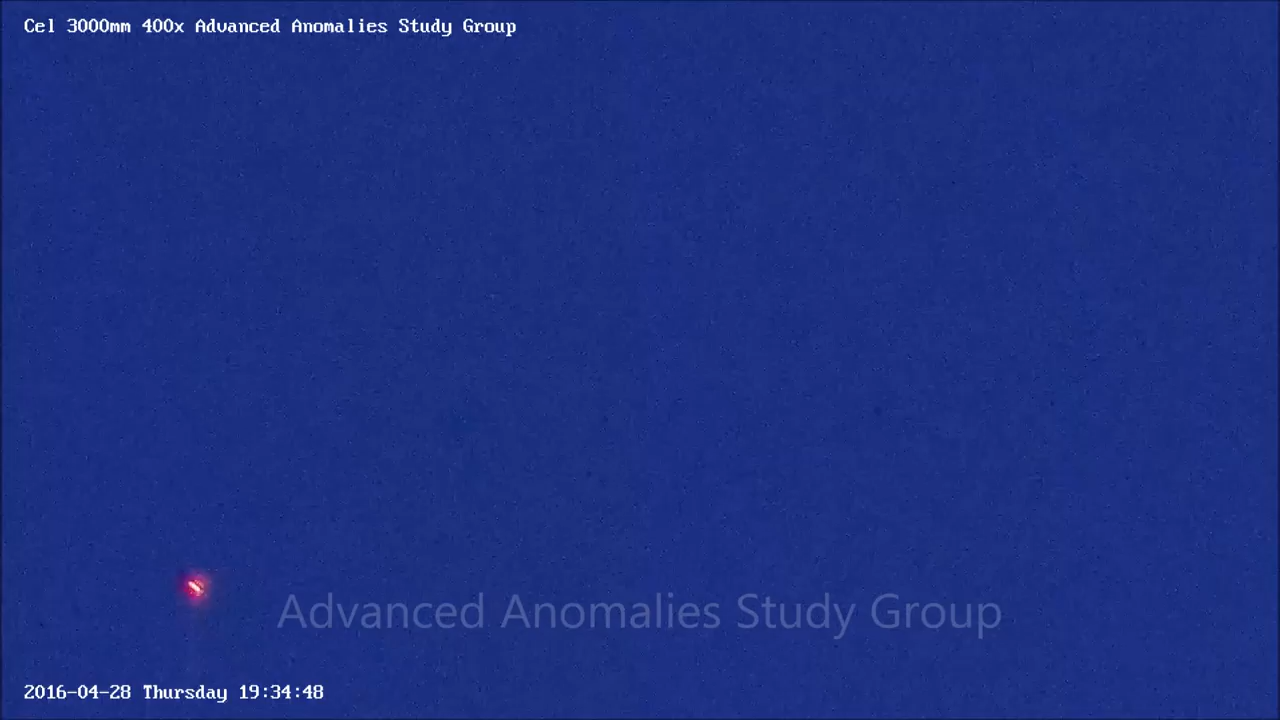 Cel 3000mm 400x Advanced Anomalies Study Group
Advanced Anomalies Study Group
2016-04-28 Thursday 19:34:48